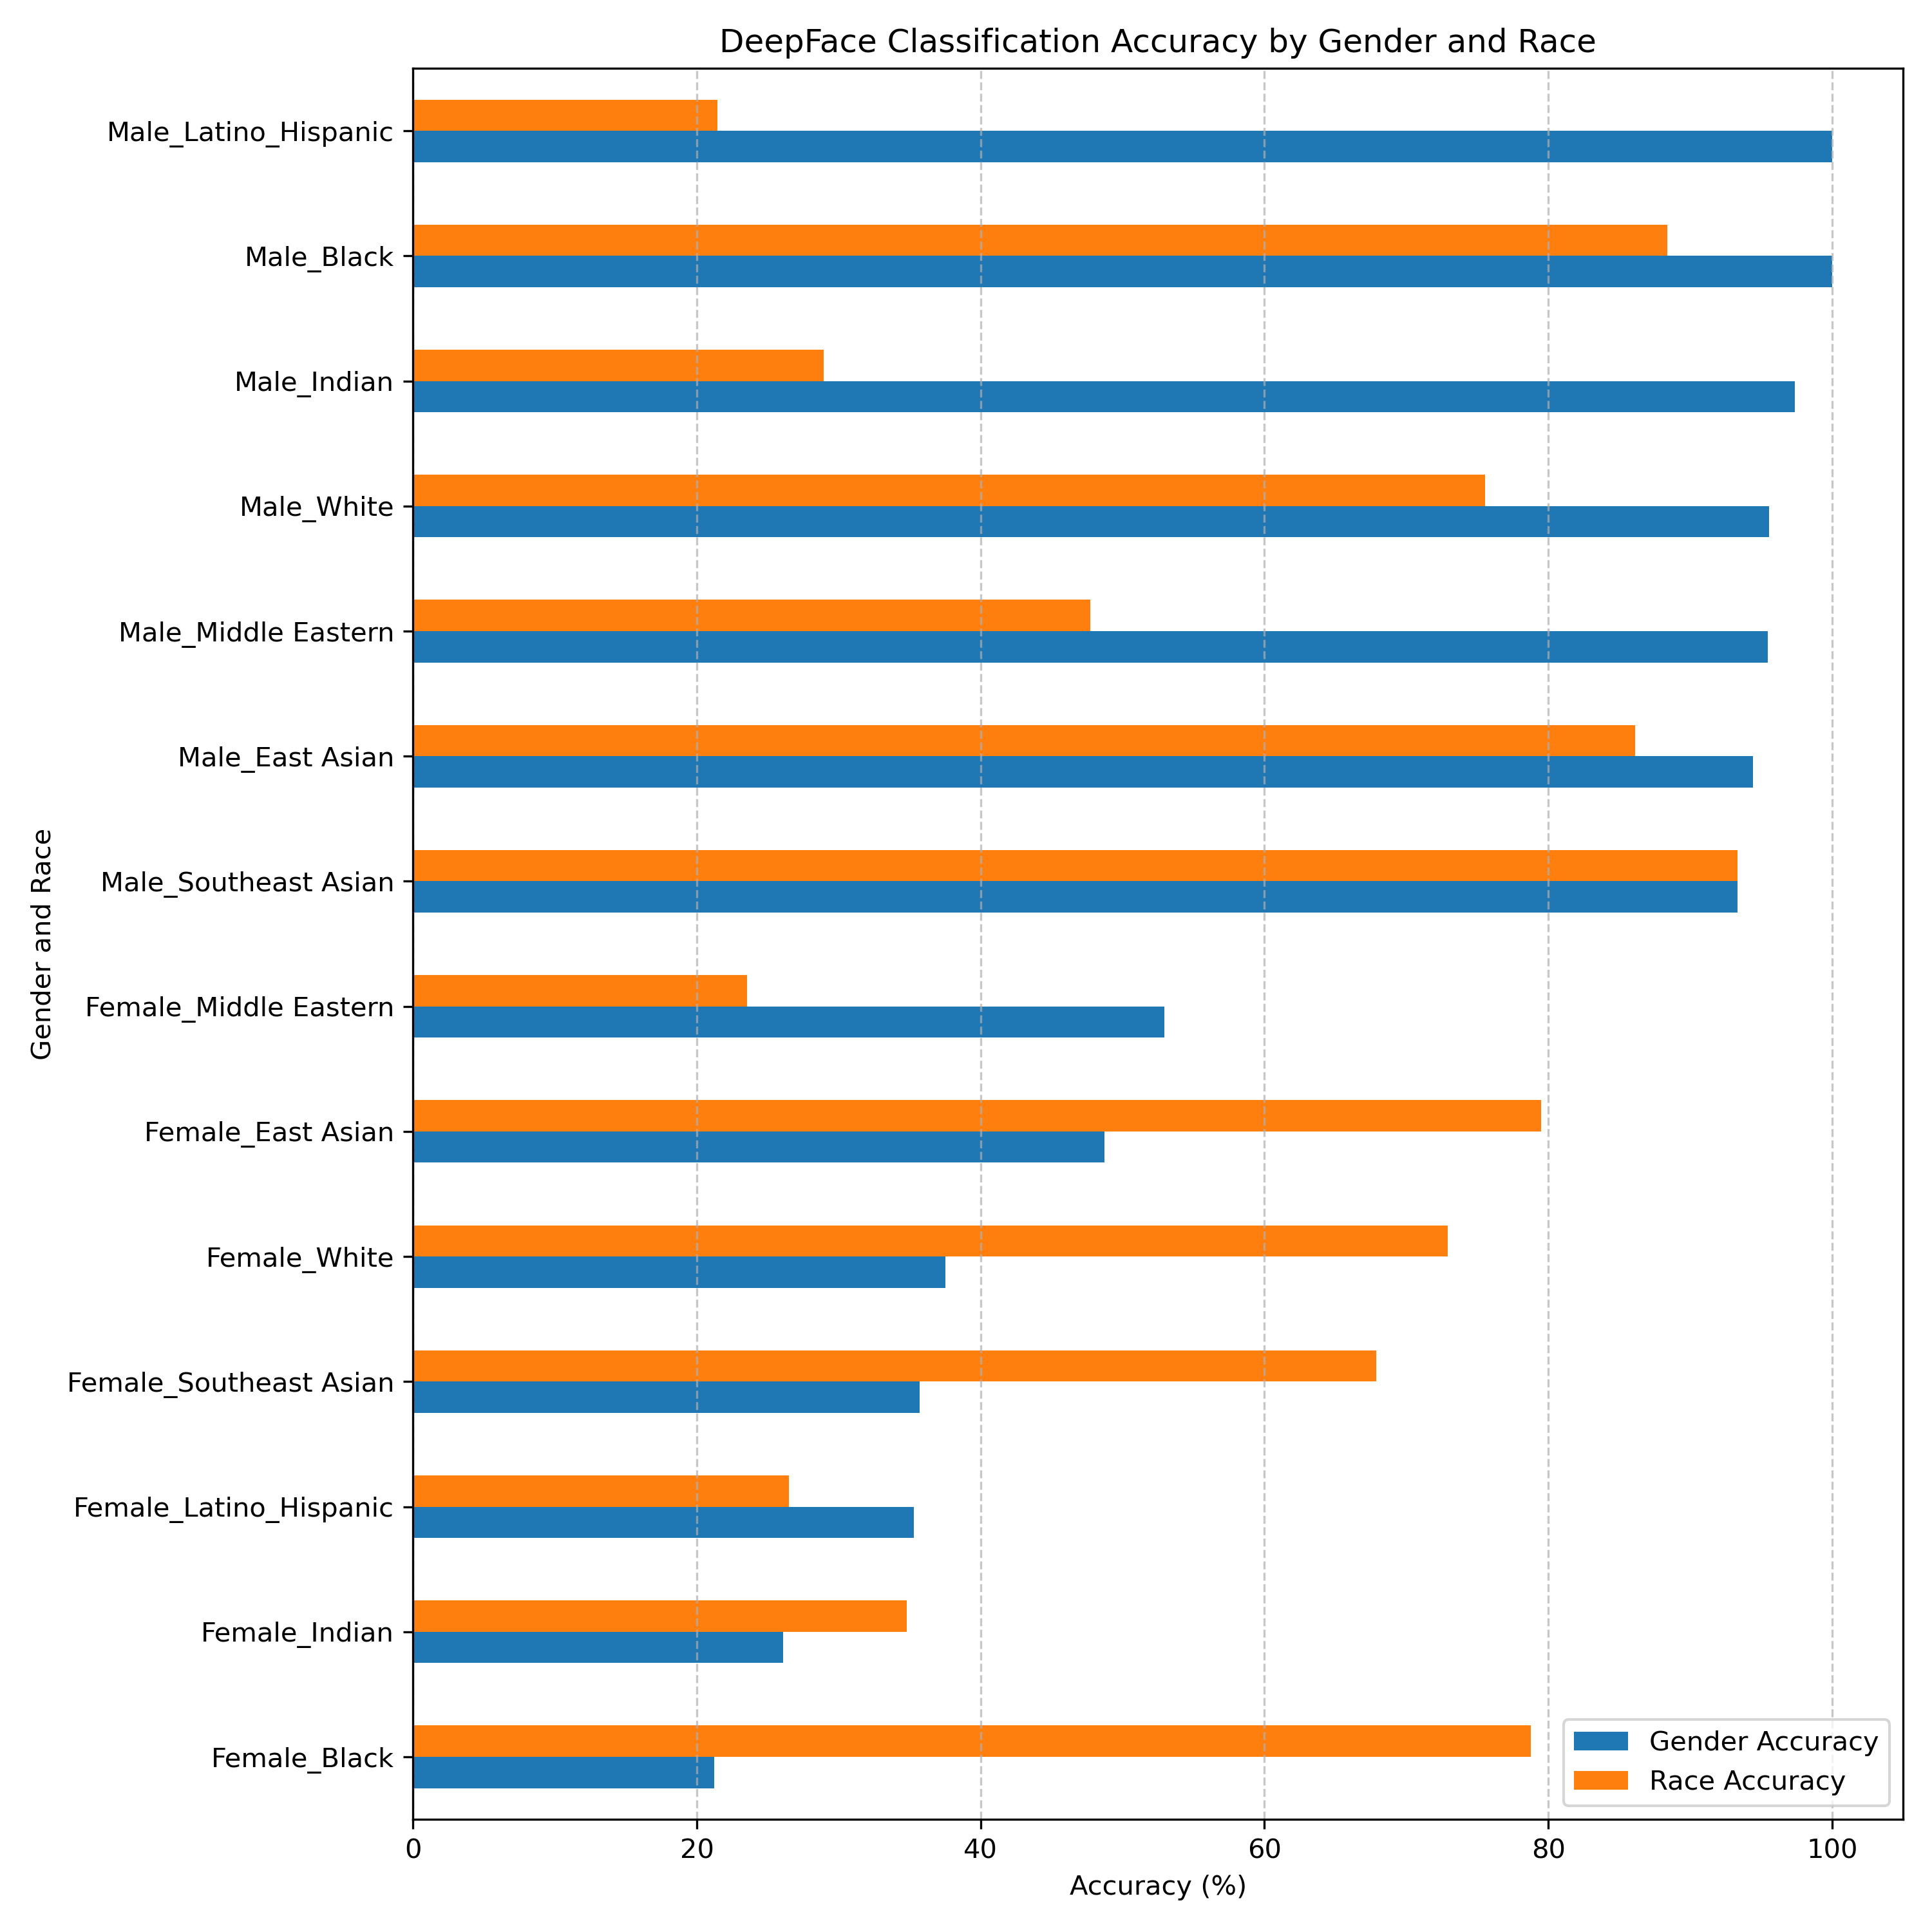 DeepFace Classification Accuracy by Gender and Race
Gender and Race
Male_Latino_Hispanic
Male_Black
Male_Indian
Male_White
Male_Middle Eastern
Male_East Asian
Male_Southeast Asian
Female_Middle Eastern
Female_East Asian
Female_White
Female_Southeast Asian
Female_Latino_Hispanic
Female_Indian
Female_Black
Gender Accuracy
Race Accuracy
0 20 40 60 80 100
Accuracy (%)